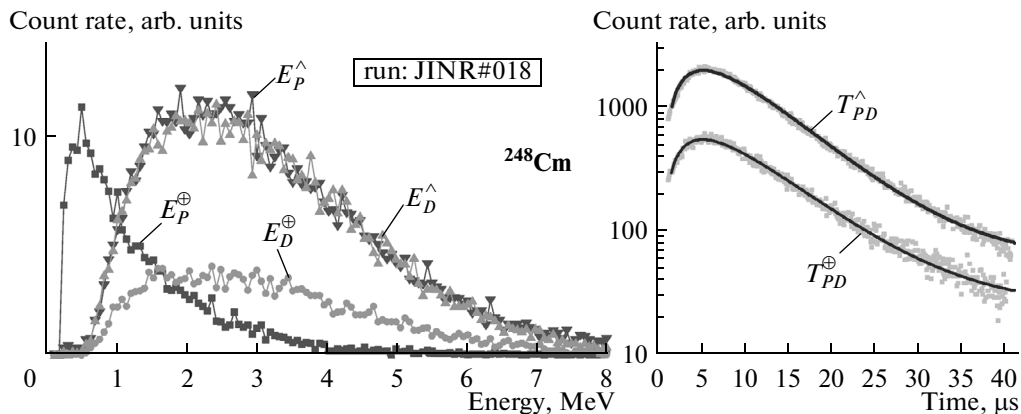 Count rate, arb. units
10
E_P^∧
run: JINR#018
²⁴⁸Cm
E_P^⊕
E_D^⊕
E_D^∧
0 1 2 3 4 5 6 7 8
Energy, MeV
Count rate, arb. units
1000
100
10
T_PD^∧
T_PD^⊕
0 5 10 15 20 25 30 35 40
Time, μs